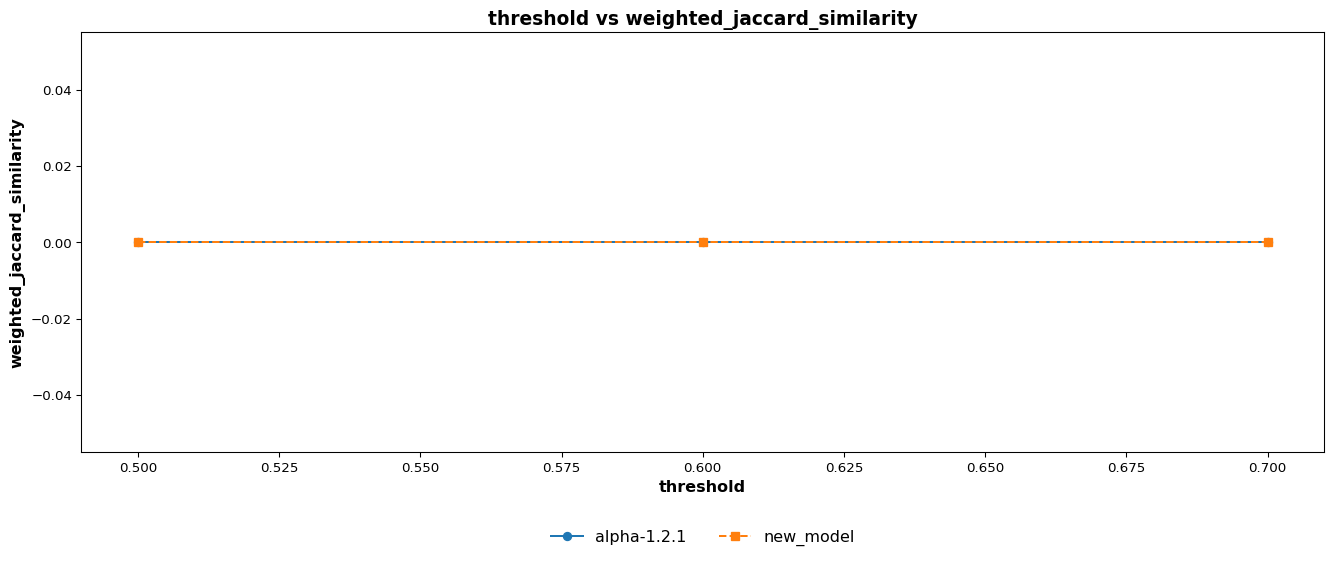 threshold vs weighted_jaccard_similarity
weighted_jaccard_similarity
0.04
0.02
0.00
−0.02
−0.04
0.500 0.525 0.550 0.575 0.600 0.625 0.650 0.675 0.700
threshold
alpha-1.2.1 new_model